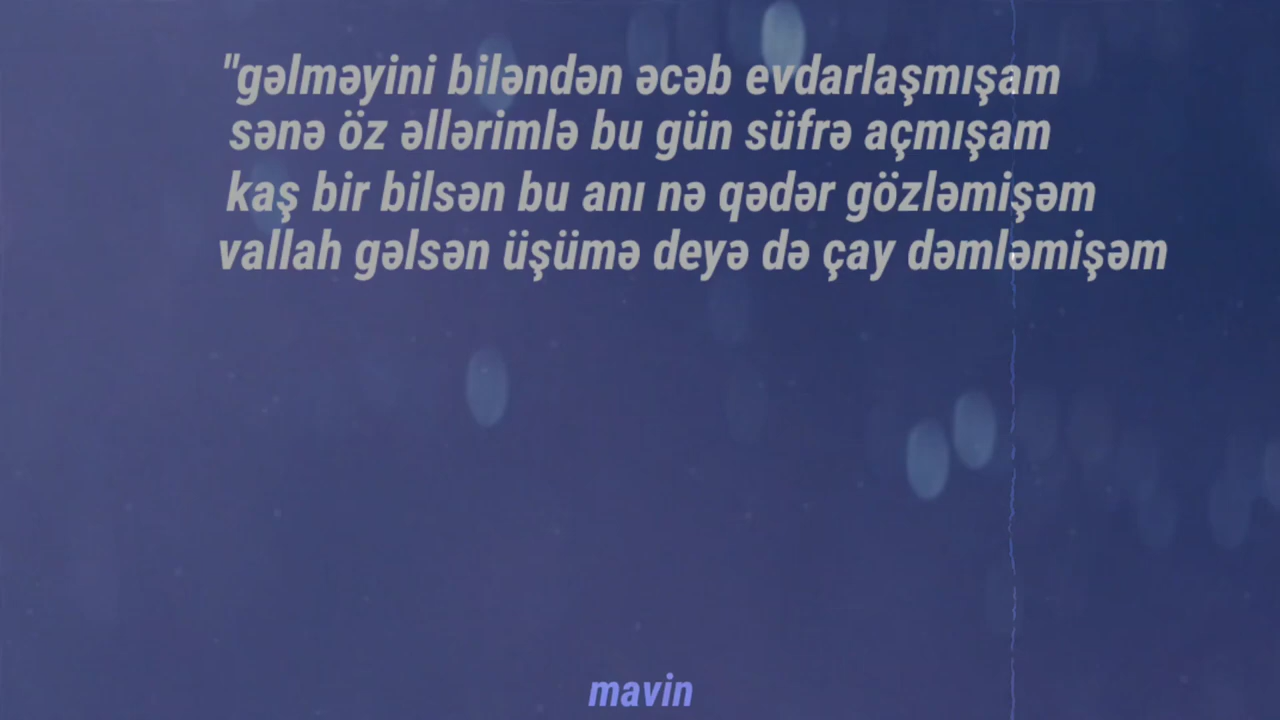 "gəlməyini biləndən əcəb evdarlaşmışam
sənə öz əllərimlə bu gün süfrə açmışam
kaş bir bilsən bu anı nə qədər gözləmişəm
vallah gəlsən üşümə deyə də çay dəmləmişəm
mavin